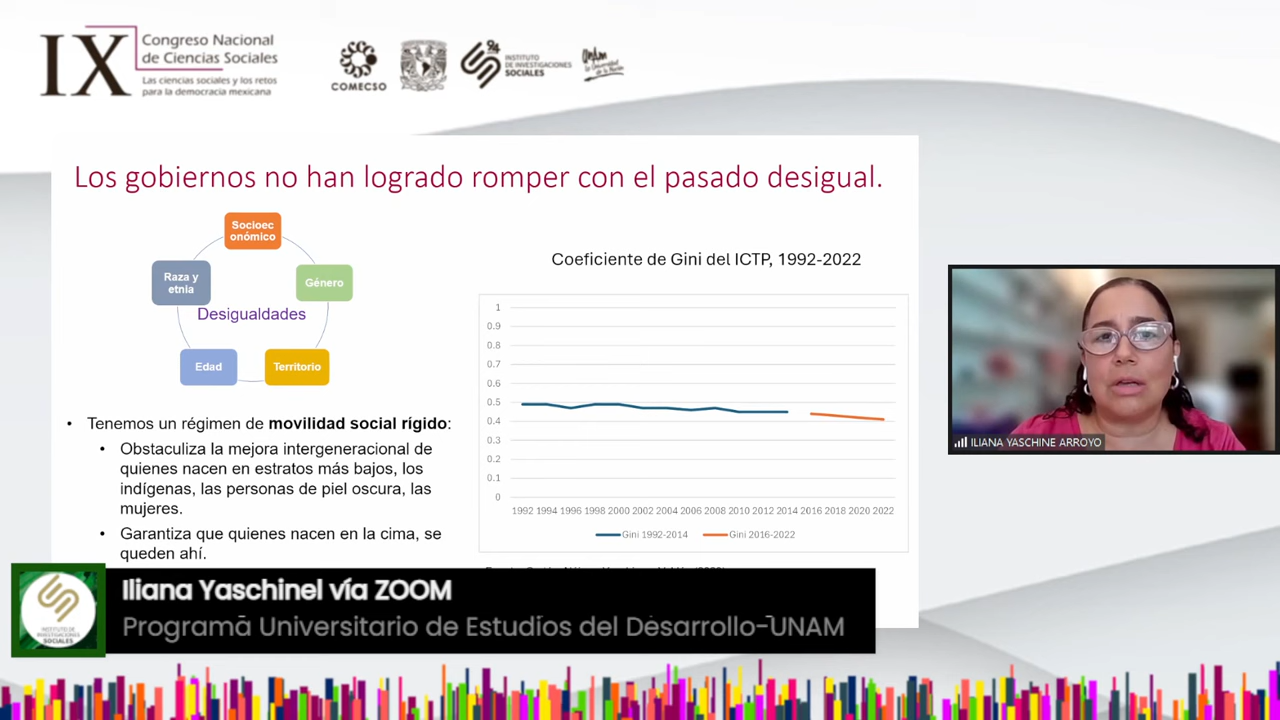 IX
Congreso Nacional
de Ciencias Sociales
Las ciencias sociales y los retos
para la democracia mexicana
COMECSO
INSTITUTO
DE INVESTIGACIONES
SOCIALES
Los gobiernos no han logrado romper con el pasado desigual.
Socioec
onómico
Raza y
etnia
Género
Desigualdades
Edad
Territorio
• Tenemos un régimen de movilidad social rígido:
• Obstaculiza la mejora intergeneracional de
quienes nacen en estratos más bajos, los
indígenas, las personas de piel oscura, las
mujeres.
• Garantiza que quienes nacen en la cima, se
queden ahí.
Coeficiente de Gini del ICTP, 1992-2022
1
0.9
0.8
0.7
0.6
0.5
0.4
0.3
0.2
0.1
0
1992 1994 1996 1998 2000 2002 2004 2006 2008 2010 2012 2014 2016 2018 2020 2022
Gini 1992-2014 Gini 2016-2022
ILIANA YASCHINE ARROYO
Iliana Yaschinel vía ZOOM
Programa Universitario de Estudios del Desarrollo-UNAM
INSTITUTO
DE INVESTIGACIONES
SOCIALES